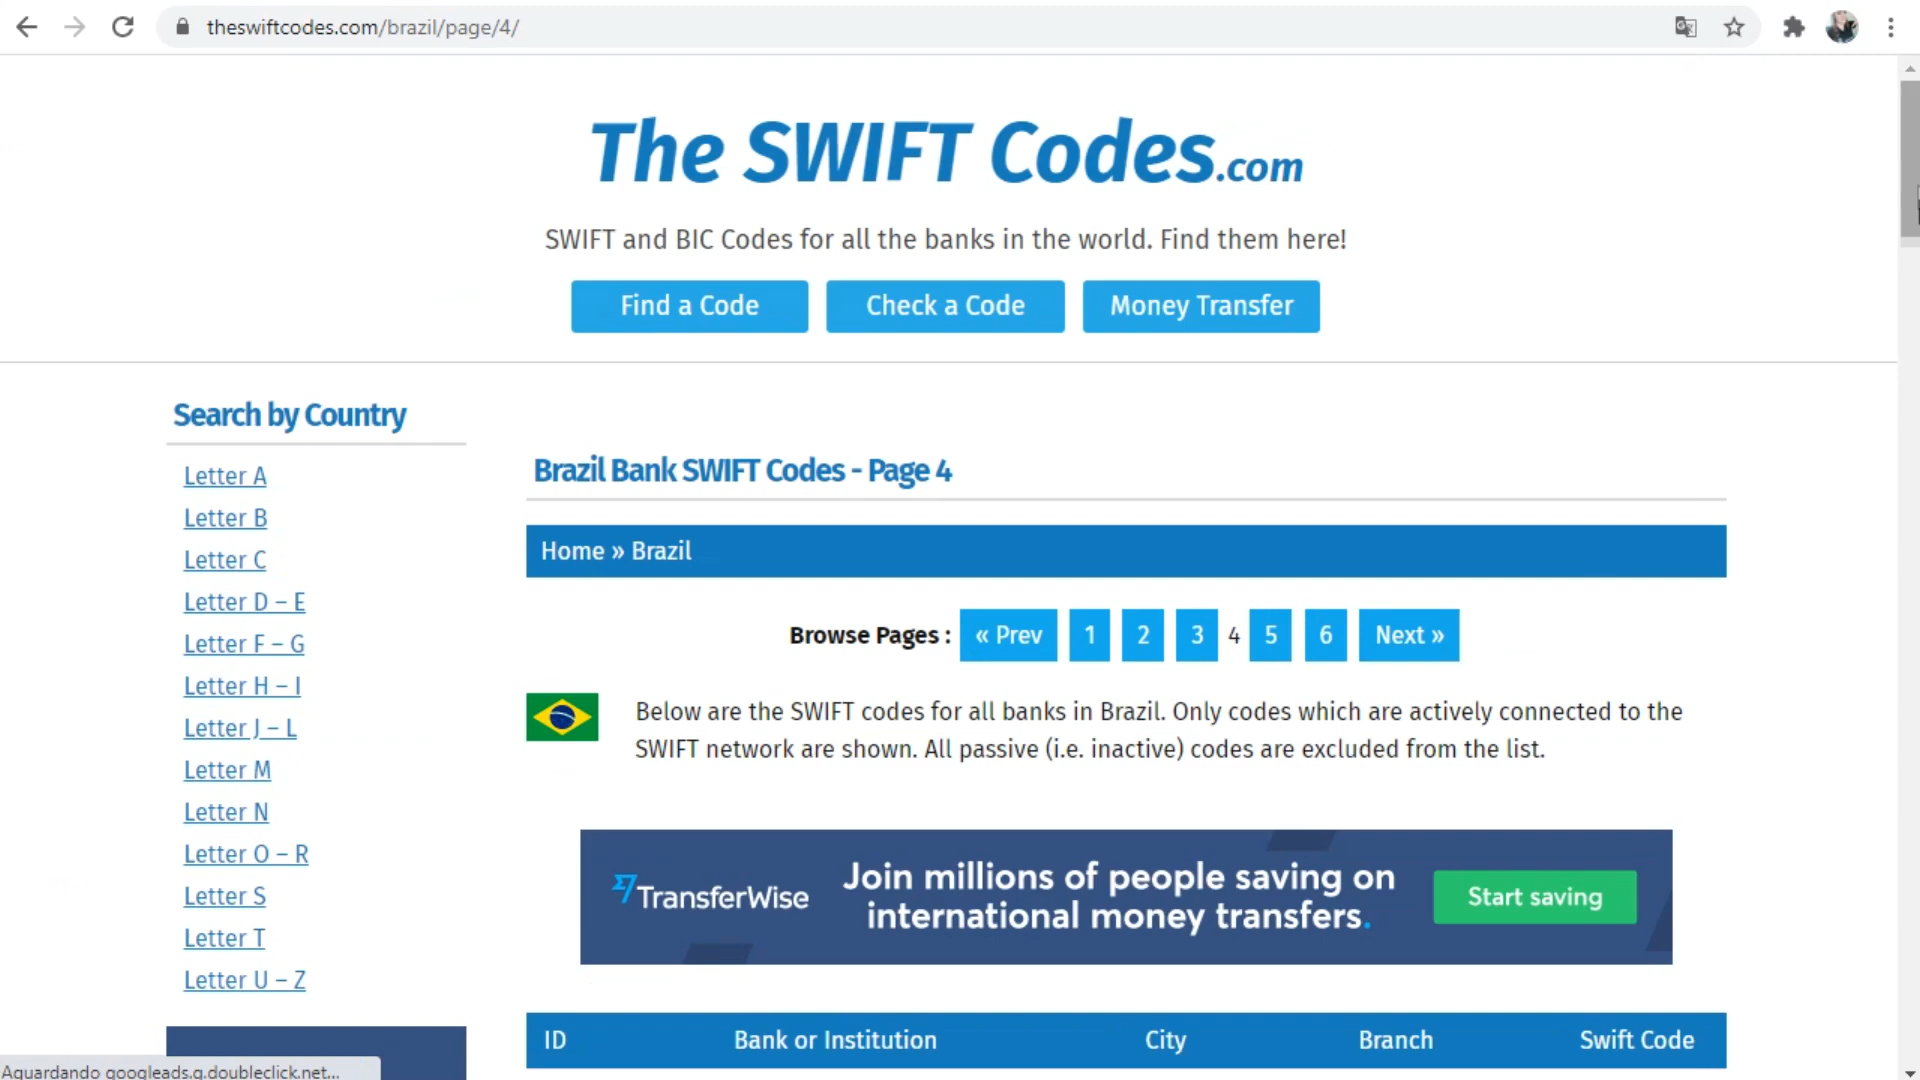 theswiftcodes.com/brazil/page/4/
The SWIFT Codes.com
SWIFT and BIC Codes for all the banks in the world. Find them here!
Find a Code
Check a Code
Money Transfer
Search by Country
Letter A
Letter B
Letter C
Letter D – E
Letter F – G
Letter H – I
Letter J – L
Letter M
Letter N
Letter O – R
Letter S
Letter T
Letter U – Z
Brazil Bank SWIFT Codes - Page 4
Home » Brazil
Browse Pages : « Prev 1 2 3 4 5 6 Next »
Below are the SWIFT codes for all banks in Brazil. Only codes which are actively connected to the
SWIFT network are shown. All passive (i.e. inactive) codes are excluded from the list.
TransferWise
Join millions of people saving on
international money transfers.
Start saving
ID Bank or Institution City Branch Swift Code
Aguardando googleads.g.doubleclick.net...